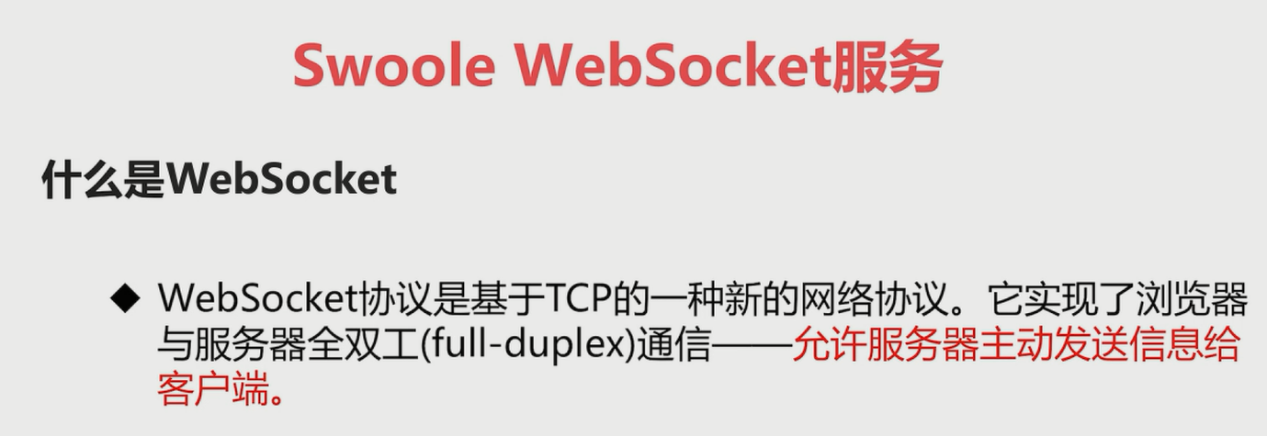 Swoole WebSocket服务
什么是WebSocket
◆ WebSocket协议是基于TCP的一种新的网络协议。它实现了浏览器
与服务器全双工(full-duplex)通信——允许服务器主动发送信息给
客户端。